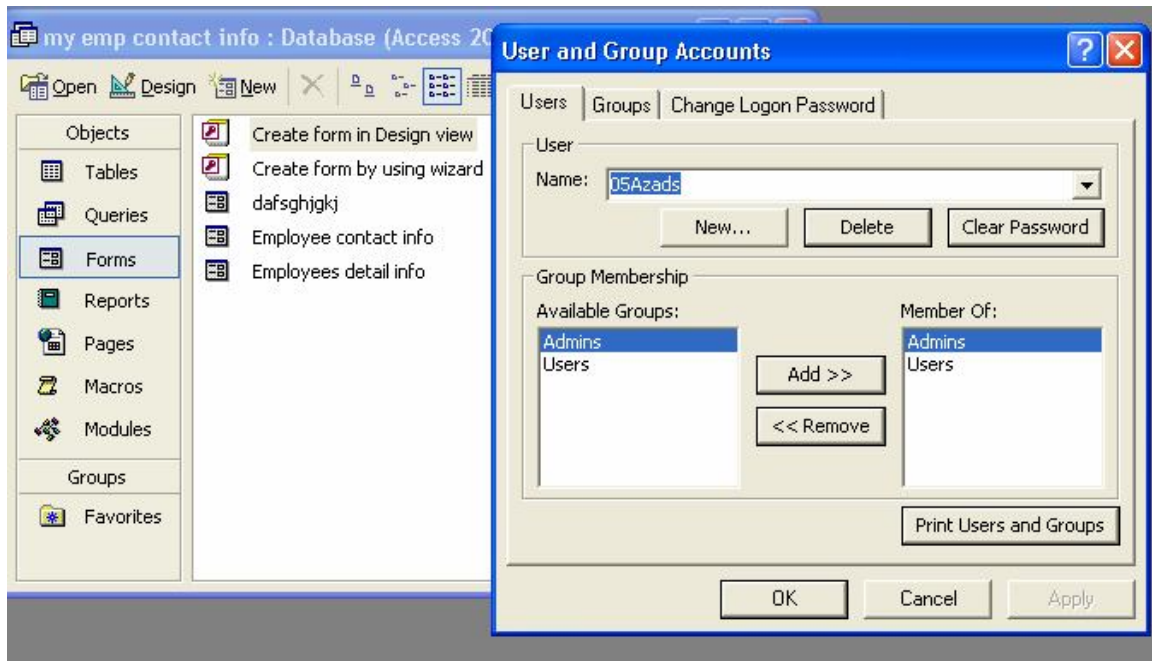 my emp contact info : Database (Access 20
Open Design New
Objects
Tables
Queries
Forms
Reports
Pages
Macros
Modules
Groups
Favorites
Create form in Design view
Create form by using wizard
dafsghjgkj
Employee contact info
Employees detail info
User and Group Accounts
Users Groups Change Logon Password
User
Name: 05Azads
New... Delete Clear Password
Group Membership
Available Groups: Member Of:
Admins Admins
Users Users
Add >>
<< Remove
Print Users and Groups
OK Cancel Apply